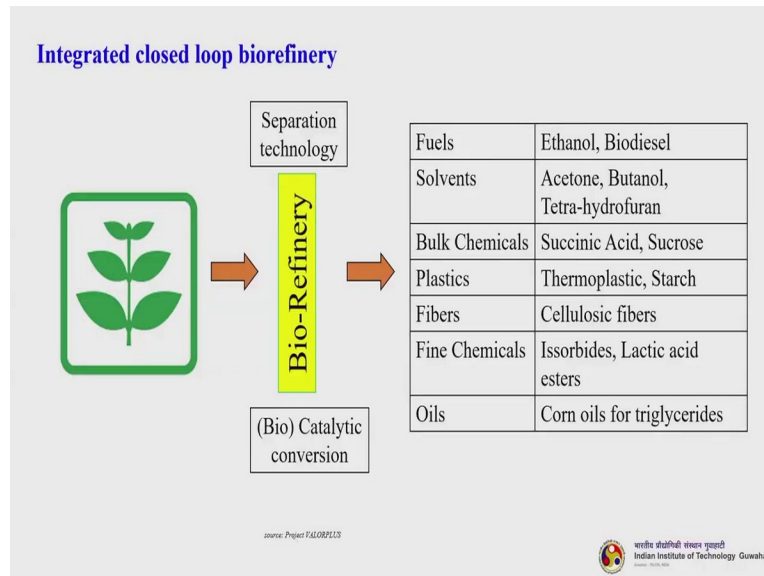 Integrated closed loop biorefinery
Separation
technology
Bio-Refinery
(Bio) Catalytic
conversion
Fuels Ethanol, Biodiesel
Solvents Acetone, Butanol,
Tetra-hydrofuran
Bulk Chemicals Succinic Acid, Sucrose
Plastics Thermoplastic, Starch
Fibers Cellulosic fibers
Fine Chemicals Issorbides, Lactic acid
esters
Oils Corn oils for triglycerides
source: Project VALORPLUS
भारतीय प्रौद्योगिकी संस्थान गुवाहाटी
Indian Institute of Technology Guwaha